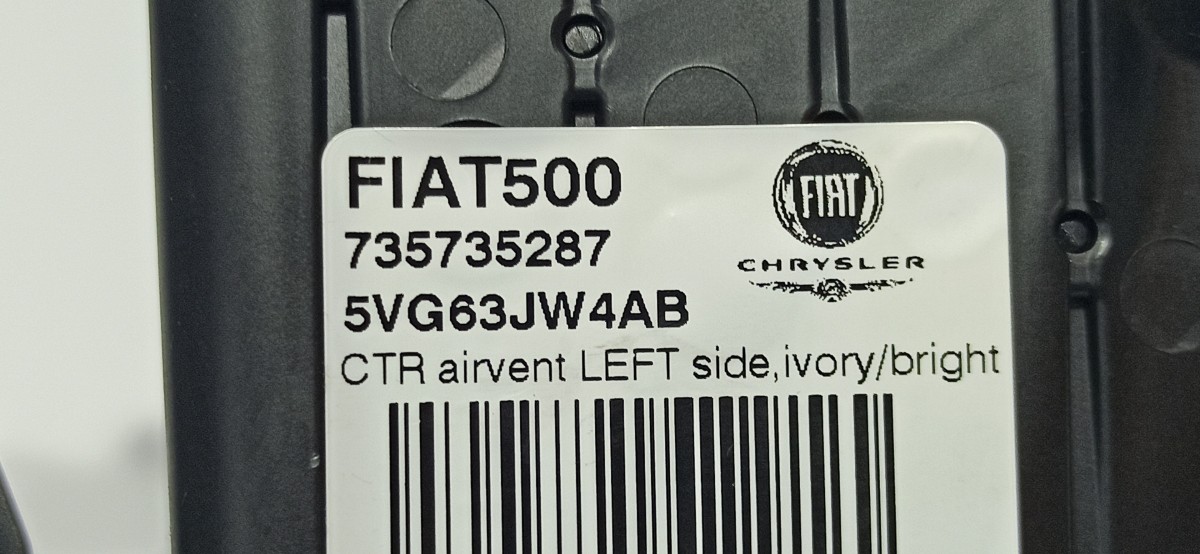 FIAT500
FIAT
735735287
CHRYSLER
5VG63JW4AB
CTR airvent LEFT side,ivory/bright